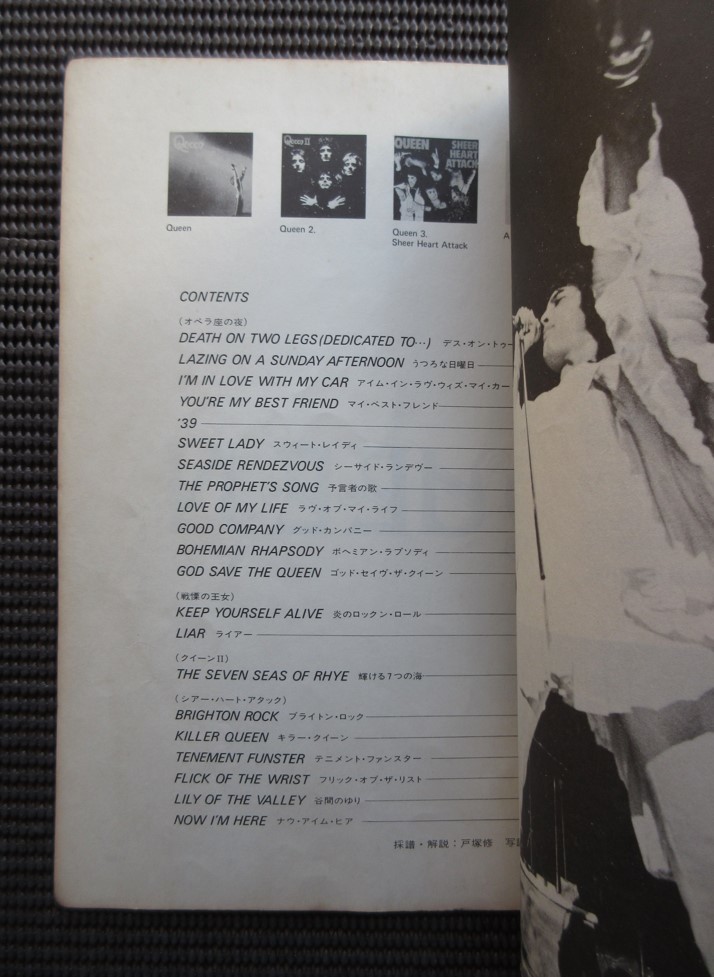 Queen
Queen II
QUEEN SHEER
HEART
ATTACK
Queen
Queen 2.
Queen 3.
Sheer Heart Attack
A
CONTENTS
（オペラ座の夜）
DEATH ON TWO LEGS(DEDICATED TO…) デス・オン・トゥー
LAZING ON A SUNDAY AFTERNOON うつろな日曜日
I'M IN LOVE WITH MY CAR アイム・イン・ラヴ・ウィズ・マイ・カー
YOU'RE MY BEST FRIEND マイ・ベスト・フレンド
'39
SWEET LADY スウィート・レイディ
SEASIDE RENDEZVOUS シーサイド・ランデヴー
THE PROPHET'S SONG 予言者の歌
LOVE OF MY LIFE ラヴ・オブ・マイ・ライフ
GOOD COMPANY グッド・カンパニー
BOHEMIAN RHAPSODY ボヘミアン・ラプソディ
GOD SAVE THE QUEEN ゴッド・セイヴ・ザ・クイーン
（戦慄の王女）
KEEP YOURSELF ALIVE 炎のロックン・ロール
LIAR ライアー
（クイーンII）
THE SEVEN SEAS OF RHYE 輝ける7つの海
（シアー・ハート・アタック）
BRIGHTON ROCK ブライトン・ロック
KILLER QUEEN キラー・クイーン
TENEMENT FUNSTER テニメント・ファンスター
FLICK OF THE WRIST フリック・オブ・ザ・リスト
LILY OF THE VALLEY 谷間のゆり
NOW I'M HERE ナウ・アイム・ヒア
採譜・解説：戸塚修 写